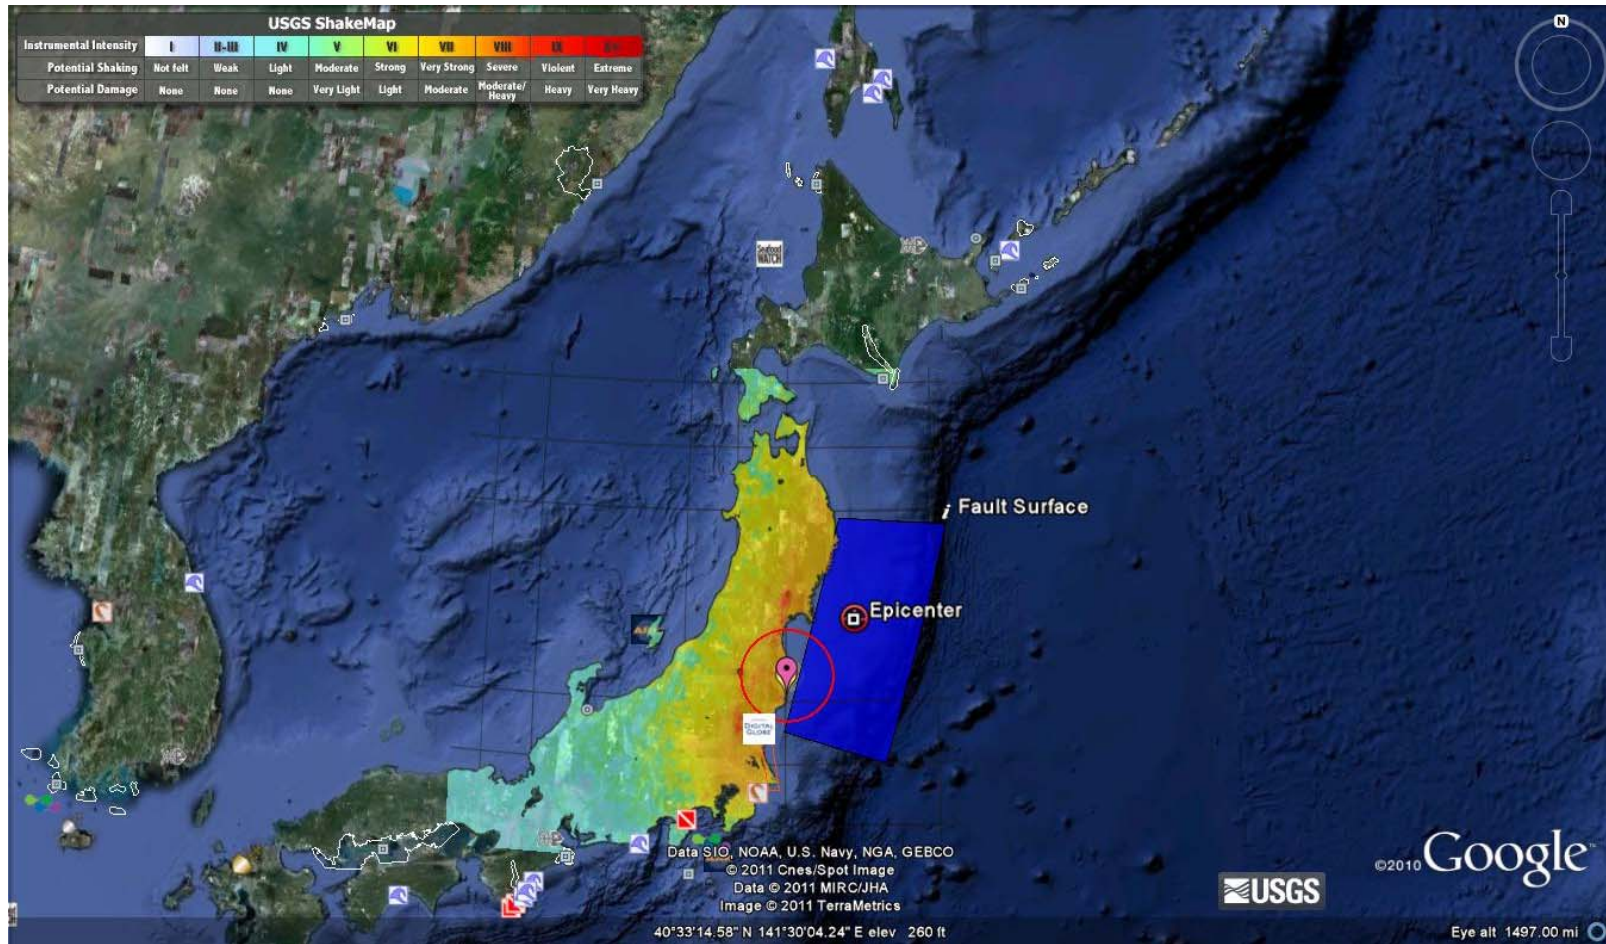 USGS ShakeMap
Instrumental Intensity I II-III IV V VI VII VIII IX X+
Potential Shaking Not felt Weak Light Moderate Strong Very Strong Severe Violent Extreme
Potential Damage None None None Very Light Light Moderate Moderate/ Heavy Heavy Very Heavy
N
Seafood
WATCH
Fault Surface
Epicenter
DIGITAL
GLOBE
Data SIO, NOAA, U.S. Navy, NGA, GEBCO
© 2011 Cnes/Spot Image
Data © 2011 MIRC/JHA
Image © 2011 TerraMetrics
©2010 Google
USGS
40°33'14.58" N 141°30'04.24" E elev 260 ft
Eye alt 1497.00 mi